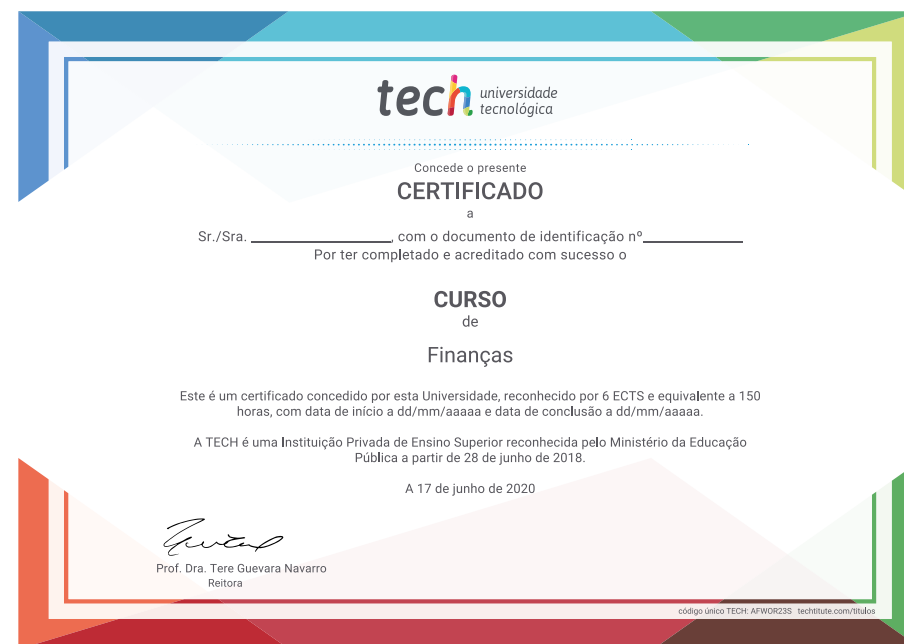 tech universidade
tecnológica
Concede o presente
CERTIFICADO
a
Sr./Sra. ____________________, com o documento de identificação nº______________
Por ter completado e acreditado com sucesso o
CURSO
de
Finanças
Este é um certificado concedido por esta Universidade, reconhecido por 6 ECTS e equivalente a 150
horas, com data de início a dd/mm/aaaaa e data de conclusão a dd/mm/aaaaa.
A TECH é uma Instituição Privada de Ensino Superior reconhecida pelo Ministério da Educação
Pública a partir de 28 de junho de 2018.
A 17 de junho de 2020
Prof. Dra. Tere Guevara Navarro
Reitora
código único TECH: AFWOR23S techtitute.com/titulos